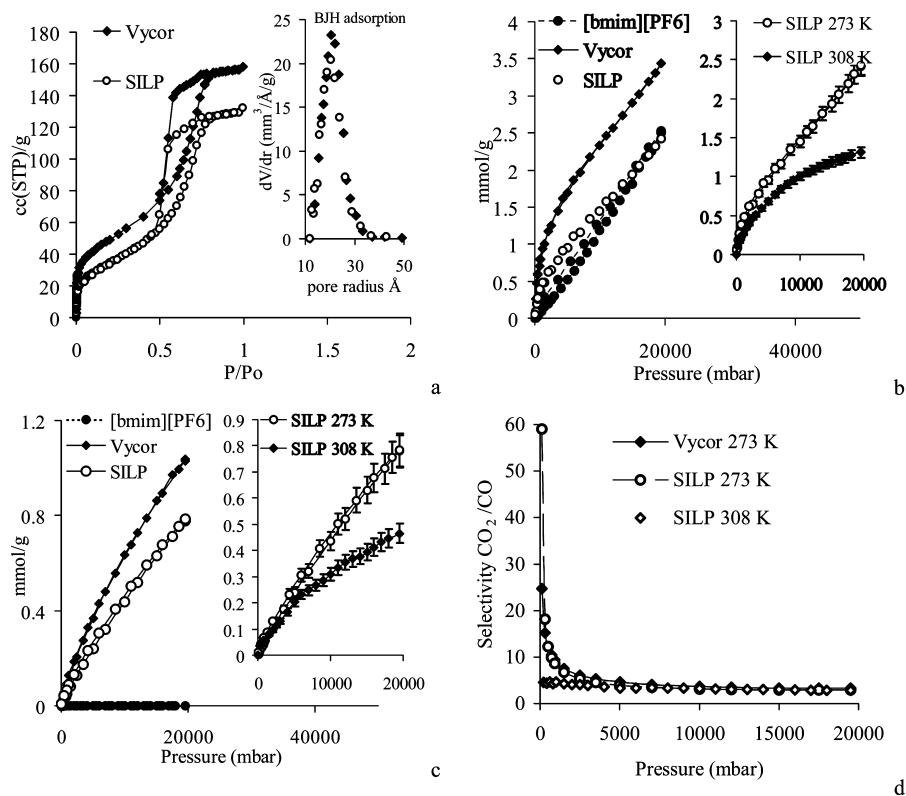 BJH adsorption
180
160
140
120
100
80
60
40
20
0
cc(STP)/g
Vycor
SILP
25
20
15
10
5
0
dV/dr (mm³/Å/g)
10 30 50
pore radius Å
0 0.5 1 1.5 2
P/Po
a
4
3.5
3
2.5
2
1.5
1
0.5
0
mmol/g
[bmim][PF6]
Vycor
SILP
3
2.5
2
1.5
1
0.5
0
SILP 273 K
SILP 308 K
0 10000 20000
0 20000 40000
Pressure (mbar)
b
1.2
0.8
0.4
0
mmol/g
[bmim][PF6]
Vycor
SILP
0.9
0.8
0.7
0.6
0.5
0.4
0.3
0.2
0.1
0
SILP 273 K
SILP 308 K
0 10000 20000
0 20000 40000
Pressure (mbar)
c
60
50
40
30
20
10
0
Selectivity CO₂/CO
Vycor 273 K
SILP 273 K
SILP 308 K
0 5000 10000 15000 20000
Pressure (mbar)
d